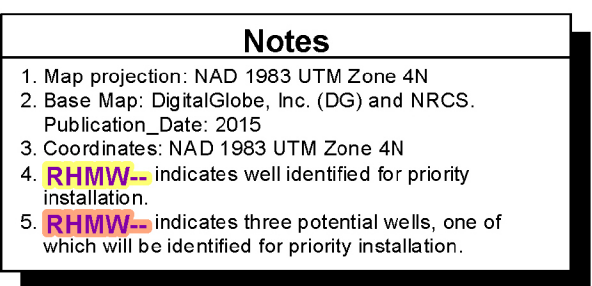 Notes
1. Map projection: NAD 1983 UTM Zone 4N
2. Base Map: DigitalGlobe, Inc. (DG) and NRCS.
Publication_Date: 2015
3. Coordinates: NAD 1983 UTM Zone 4N
4. RHMW-- indicates well identified for priority
installation.
5. RHMW-- indicates three potential wells, one of
which will be identified for priority installation.